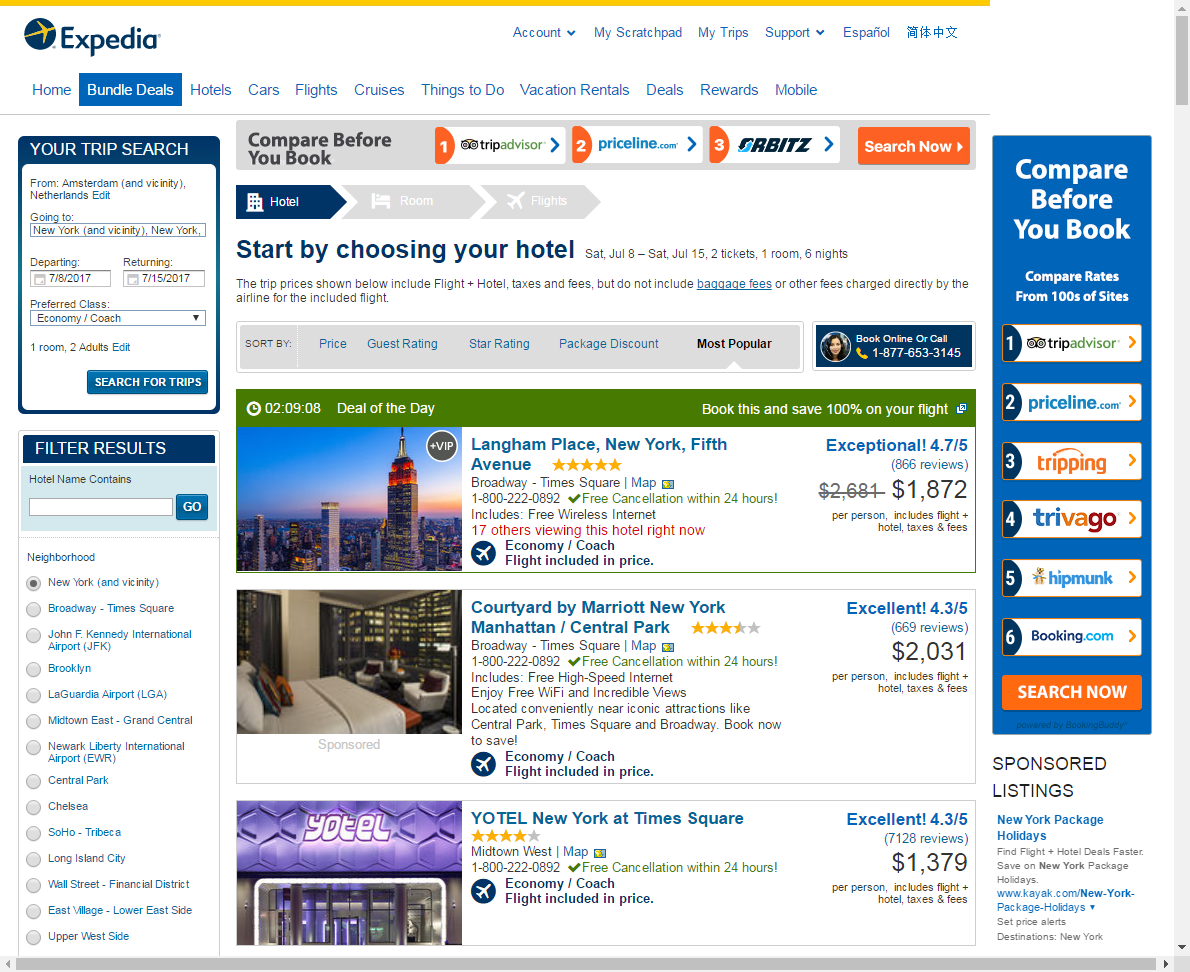 Expedia
Account
My Scratchpad
My Trips
Support
Español
简体中文
Home
Bundle Deals
Hotels
Cars
Flights
Cruises
Things to Do
Vacation Rentals
Deals
Rewards
Mobile
YOUR TRIP SEARCH
From: Amsterdam (and vicinity),
Netherlands Edit
Going to:
New York (and vicinity), New York,
Departing:
Returning:
7/8/2017
7/15/2017
Preferred Class:
Economy / Coach
1 room, 2 Adults Edit
SEARCH FOR TRIPS
FILTER RESULTS
Hotel Name Contains
GO
Neighborhood
New York (and vicinity)
Broadway - Times Square
John F. Kennedy International
Airport (JFK)
Brooklyn
LaGuardia Airport (LGA)
Midtown East - Grand Central
Newark Liberty International
Airport (EWR)
Central Park
Chelsea
SoHo - Tribeca
Long Island City
Wall Street - Financial District
East Village - Lower East Side
Upper West Side
Compare Before
You Book
1 tripadvisor
2 priceline.com
3 ORBITZ
Search Now
Hotel
Room
Flights
Start by choosing your hotel Sat, Jul 8 – Sat, Jul 15, 2 tickets, 1 room, 6 nights
The trip prices shown below include Flight + Hotel, taxes and fees, but do not include baggage fees or other fees charged directly by the
airline for the included flight.
SORT BY:
Price
Guest Rating
Star Rating
Package Discount
Most Popular
Book Online Or Call
1-877-653-3145
02:09:08 Deal of the Day
Book this and save 100% on your flight
+VIP
Langham Place, New York, Fifth
Avenue
Broadway - Times Square | Map
1-800-222-0892 Free Cancellation within 24 hours!
Includes: Free Wireless Internet
17 others viewing this hotel right now
Economy / Coach
Flight included in price.
Exceptional! 4.7/5
(866 reviews)
$2,681 $1,872
per person, includes flight +
hotel, taxes & fees
Sponsored
Courtyard by Marriott New York
Manhattan / Central Park
Broadway - Times Square | Map
1-800-222-0892 Free Cancellation within 24 hours!
Includes: Free High-Speed Internet
Enjoy Free WiFi and Incredible Views
Located conveniently near iconic attractions like
Central Park, Times Square and Broadway. Book now
to save!
Economy / Coach
Flight included in price.
Excellent! 4.3/5
(669 reviews)
$2,031
per person, includes flight +
hotel, taxes & fees
YOTEL
YOTEL New York at Times Square
Midtown West | Map
1-800-222-0892 Free Cancellation within 24 hours!
Economy / Coach
Flight included in price.
Excellent! 4.3/5
(7128 reviews)
$1,379
per person, includes flight +
hotel, taxes & fees
Compare
Before
You Book
Compare Rates
From 100s of Sites
1 tripadvisor
2 priceline.com
3 tripping
4 trivago
5 hipmunk
6 Booking.com
SEARCH NOW
powered by BookingBuddy
SPONSORED
LISTINGS
New York Package
Holidays
Find Flight + Hotel Deals Faster.
Save on New York Package
Holidays.
www.kayak.com/New-York-
Package-Holidays
Set price alerts
Destinations: New York